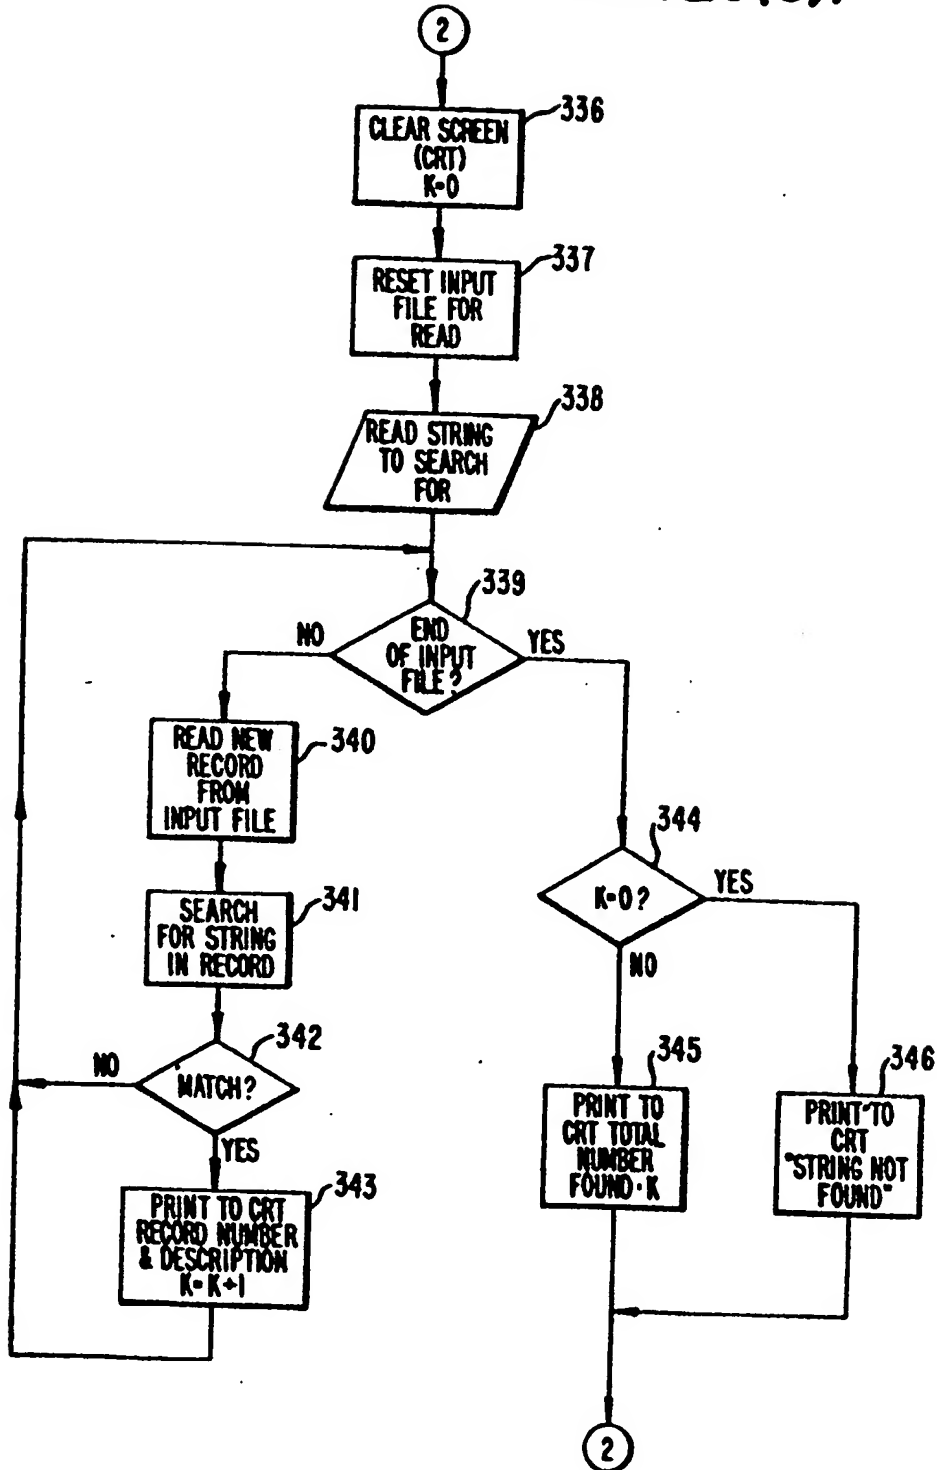 2
CLEAR SCREEN
(CRT)
K=0
336
RESET INPUT
FILE FOR
READ
337
READ STRING
TO SEARCH
FOR
338
END
OF INPUT
FILE?
339
NO
YES
READ NEW
RECORD
FROM
INPUT FILE
340
SEARCH
FOR STRING
IN RECORD
341
MATCH?
342
NO
YES
PRINT TO CRT
RECORD NUMBER
& DESCRIPTION
K=K+1
343
K=0?
344
YES
NO
PRINT TO
CRT TOTAL
NUMBER
FOUND·K
345
PRINT TO
CRT
"STRING NOT
FOUND"
346
2